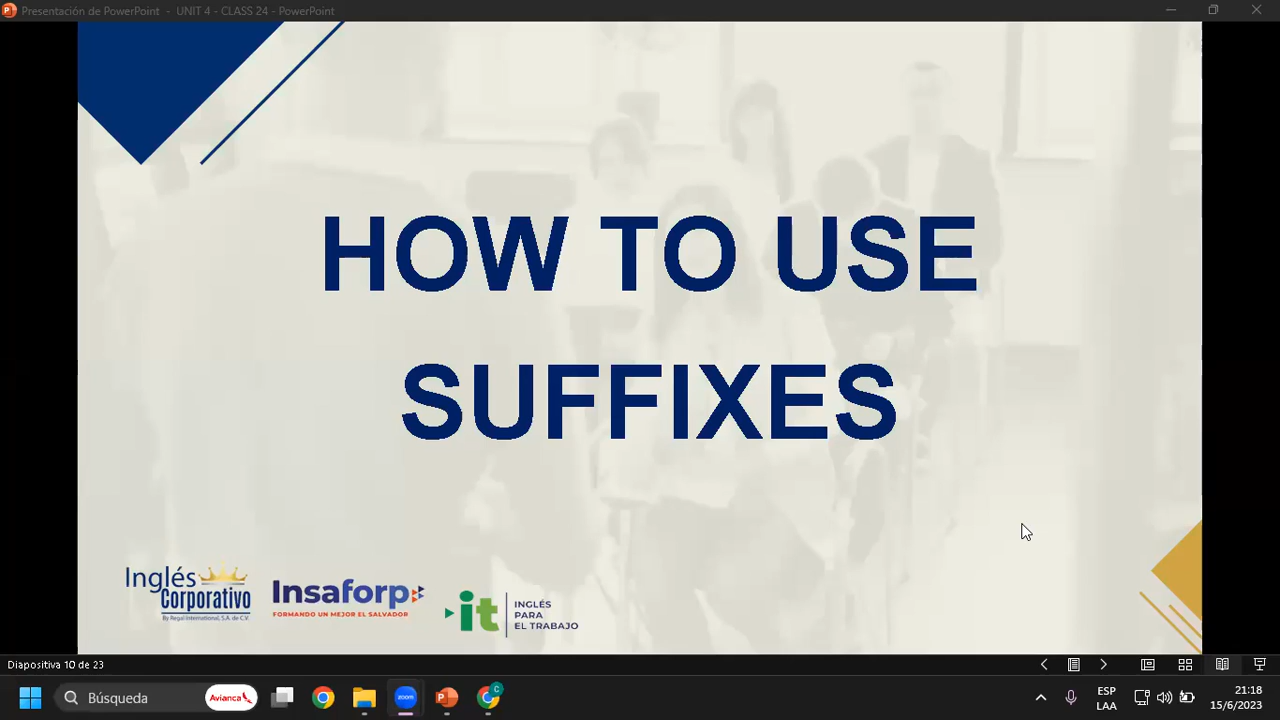 Presentación de PowerPoint - UNIT 4 - CLASS 24 - PowerPoint
HOW TO USE
SUFFIXES
Inglés
Corporativo
By Regal International, S.A. de C.V.
Insaforp
FORMANDO UN MEJOR EL SALVADOR
it
INGLÉS
PARA
EL TRABAJO
Diapositiva 10 de 23
Búsqueda
Avianca
zoom
C
ESP
LAA
21:18
15/6/2023